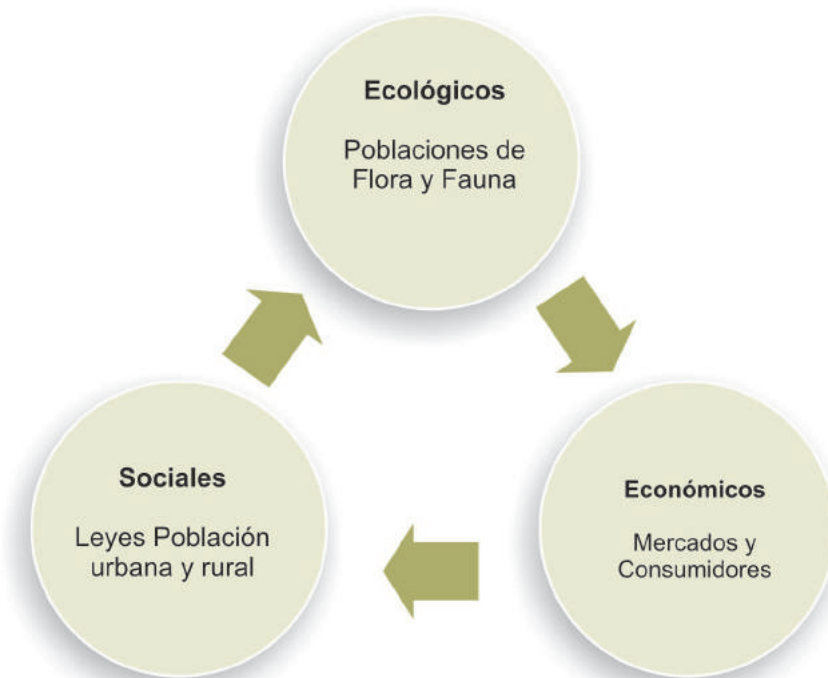 Ecológicos
Poblaciones de
Flora y Fauna
Sociales
Leyes Población
urbana y rural
Económicos
Mercados y
Consumidores